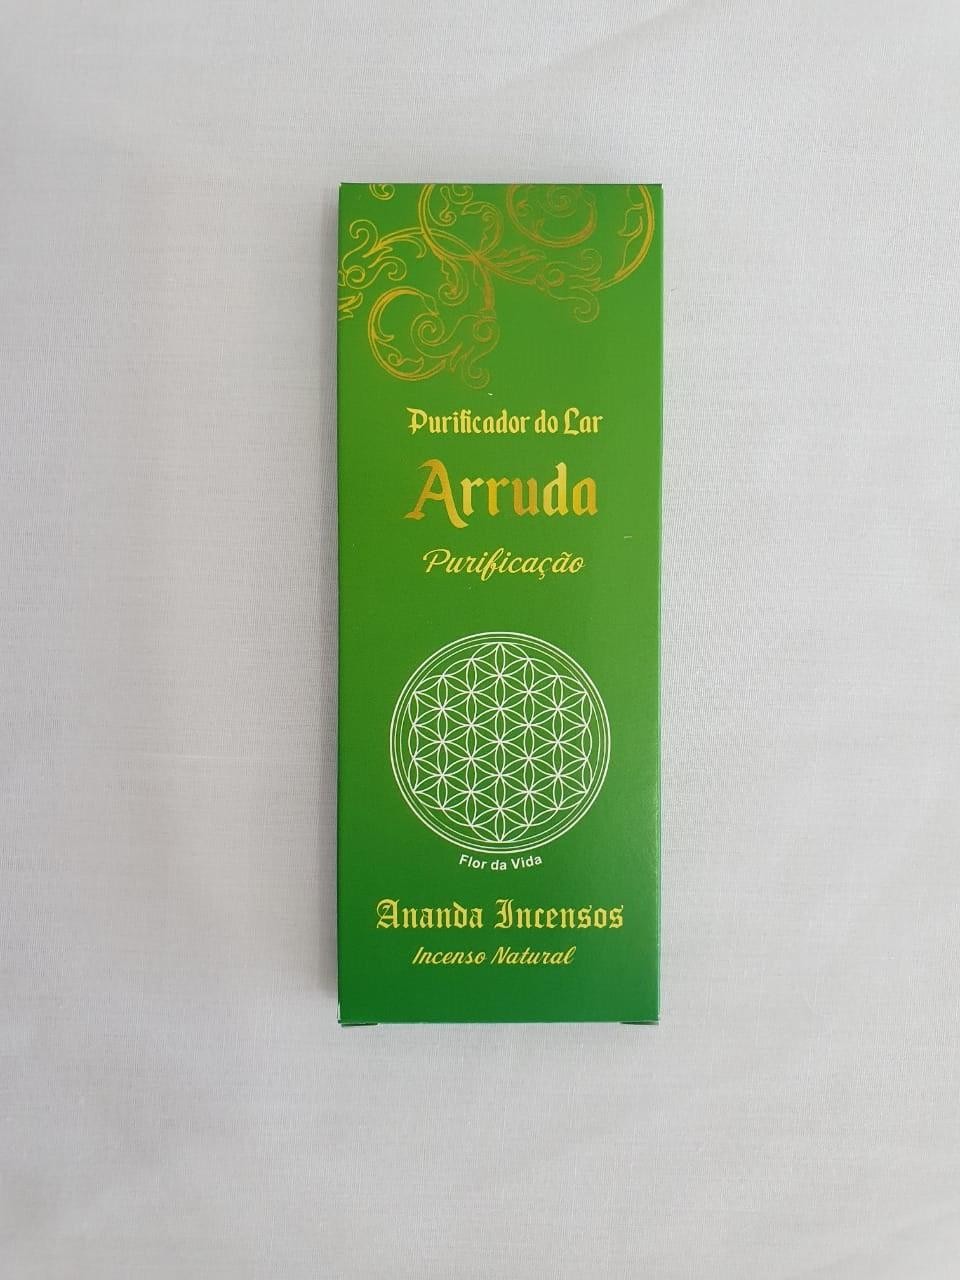 Purificador do Lar
Arruda
Purificação
Flor da Vida
Ananda Incensos
Incenso Natural